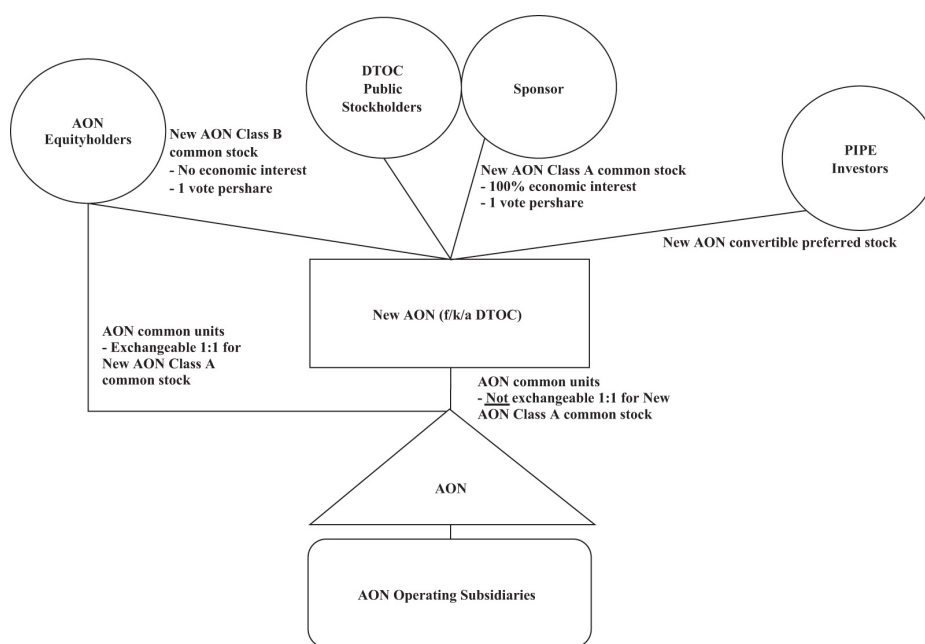 DTOC
Public
Stockholders
Sponsor
AON
Equityholders
New AON Class B
common stock
- No economic interest
- 1 vote pershare
New AON Class A common stock
- 100% economic interest
- 1 vote pershare
PIPE
Investors
New AON convertible preferred stock
New AON (f/k/a DTOC)
AON common units
- Exchangeable 1:1 for
New AON Class A
common stock
AON common units
- Not exchangeable 1:1 for New
AON Class A common stock
AON
AON Operating Subsidiaries